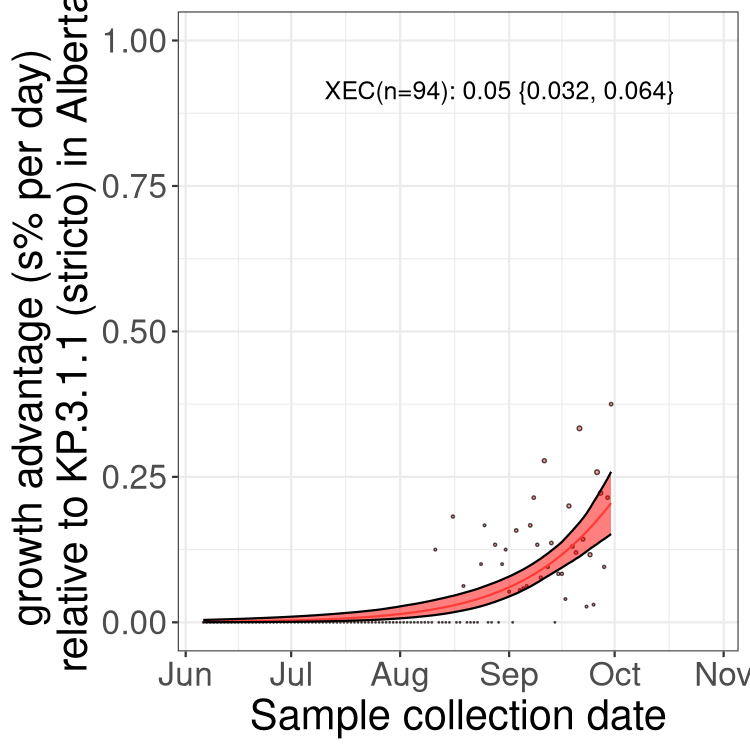 growth advantage (s% per day)
relative to KP.3.1.1 (stricto) in Alberta
1.00
0.75
0.50
0.25
0.00
XEC(n=94): 0.05 {0.032, 0.064}
Jun Jul Aug Sep Oct Nov
Sample collection date